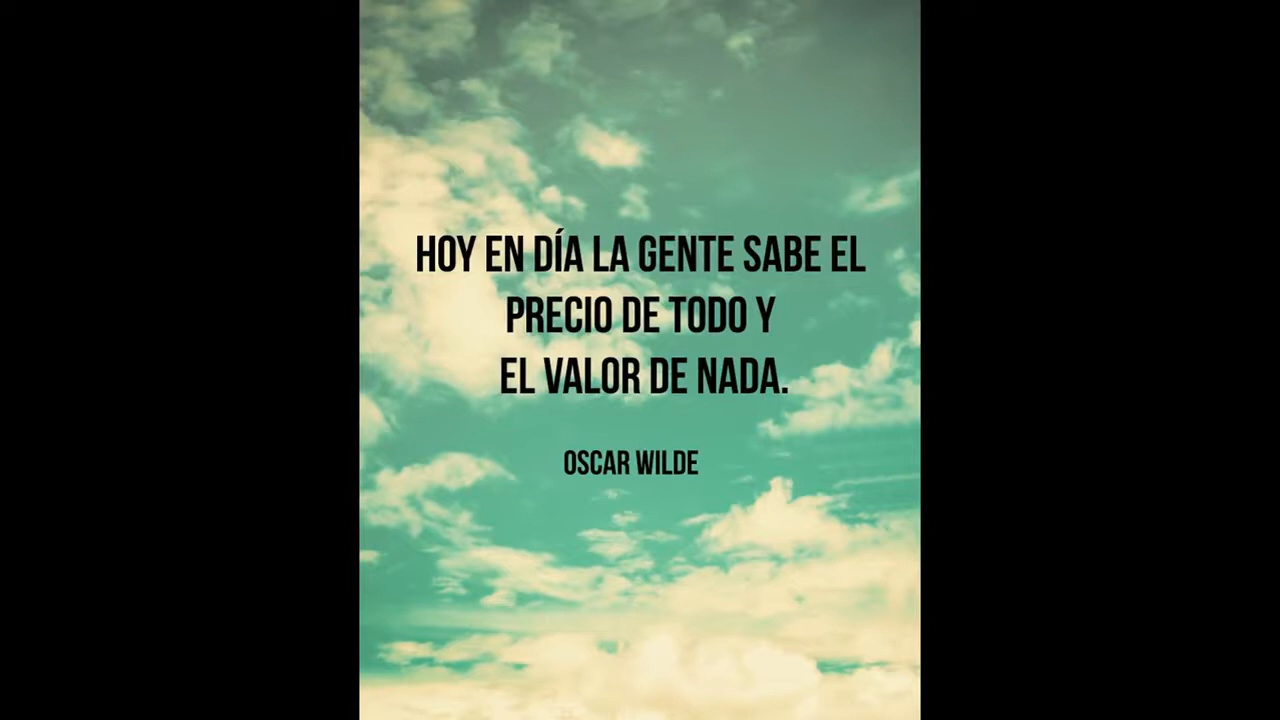 HOY EN DÍA LA GENTE SABE EL
PRECIO DE TODO Y
EL VALOR DE NADA.
OSCAR WILDE